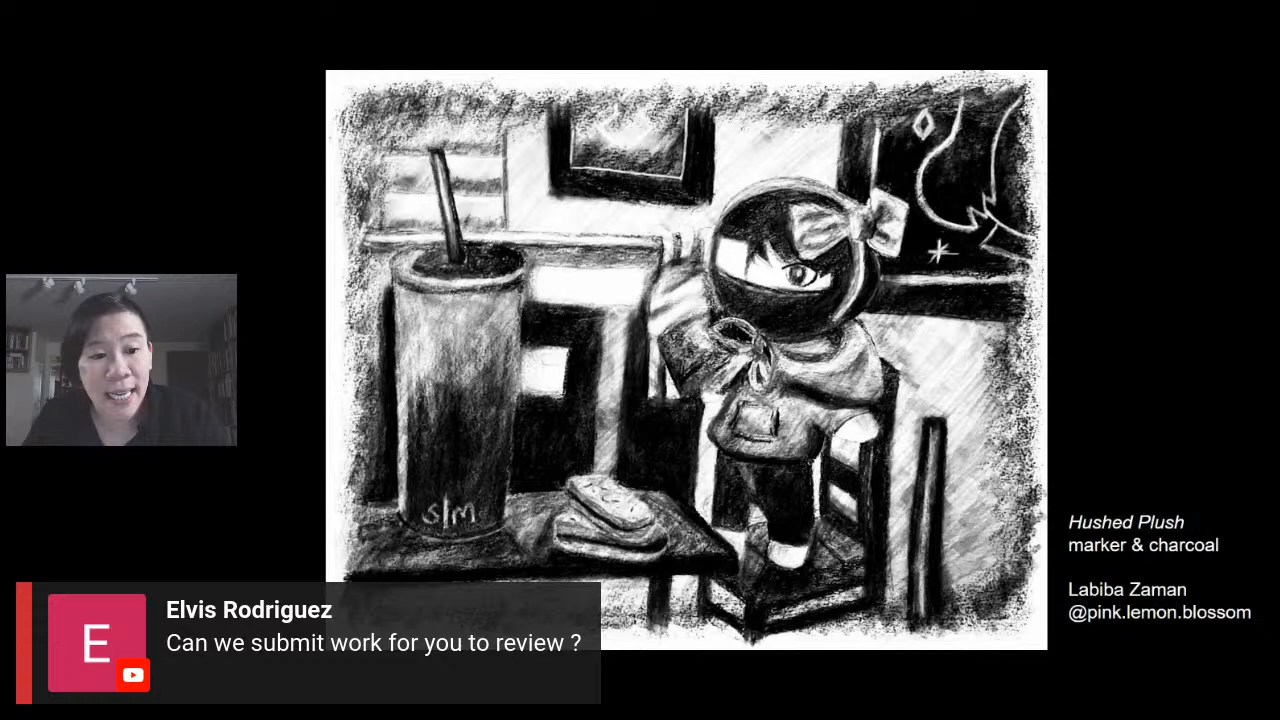 S|M
Hushed Plush
marker & charcoal
Labiba Zaman
@pink.lemon.blossom
E
Elvis Rodriguez
Can we submit work for you to review ?